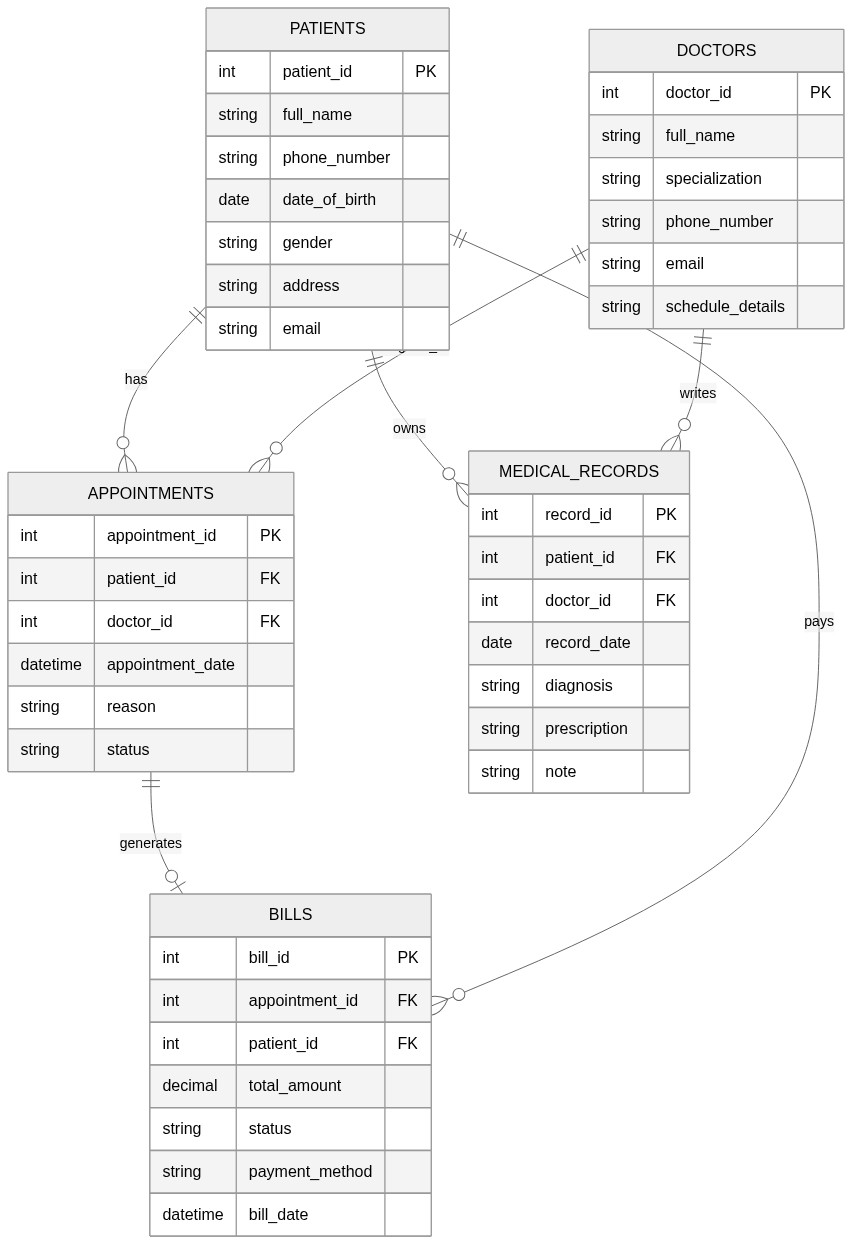 PATIENTS
int patient_id PK
string full_name
string phone_number
date date_of_birth
string gender
string address
string email
DOCTORS
int doctor_id PK
string full_name
string specialization
string phone_number
string email
string schedule_details
has
owns
writes
APPOINTMENTS
int appointment_id PK
int patient_id FK
int doctor_id FK
datetime appointment_date
string reason
string status
MEDICAL_RECORDS
int record_id PK
int patient_id FK
int doctor_id FK
date record_date
string diagnosis
string prescription
string note
pays
generates
BILLS
int bill_id PK
int appointment_id FK
int patient_id FK
decimal total_amount
string status
string payment_method
datetime bill_date